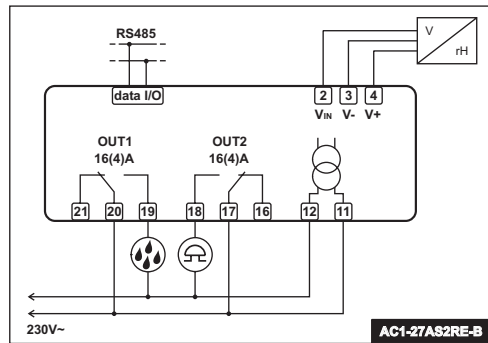 RS485
V
rH
data I/O
2 3 4
VIN V- V+
OUT1 OUT2
16(4)A 16(4)A
21 20 19 18 17 16 12 11
230V~
AC1-27AS2RE-B